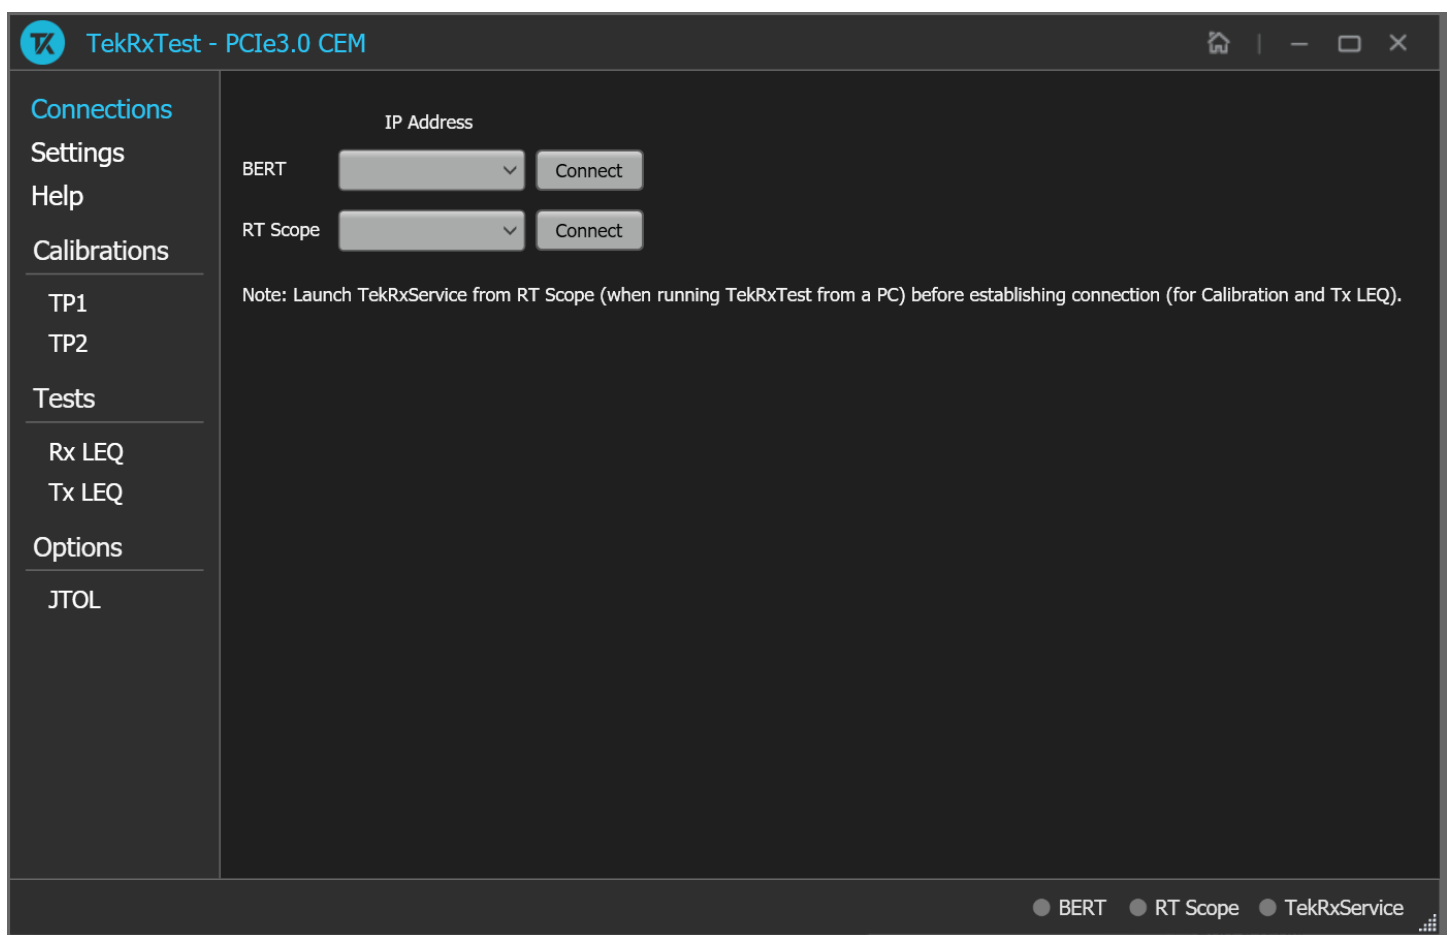 TekRxTest - PCIe3.0 CEM
Connections
Settings
Help
Calibrations
TP1
TP2
Tests
Rx LEQ
Tx LEQ
Options
JTOL
IP Address
BERT
Connect
RT Scope
Connect
Note: Launch TekRxService from RT Scope (when running TekRxTest from a PC) before establishing connection (for Calibration and Tx LEQ).
BERT RT Scope TekRxService